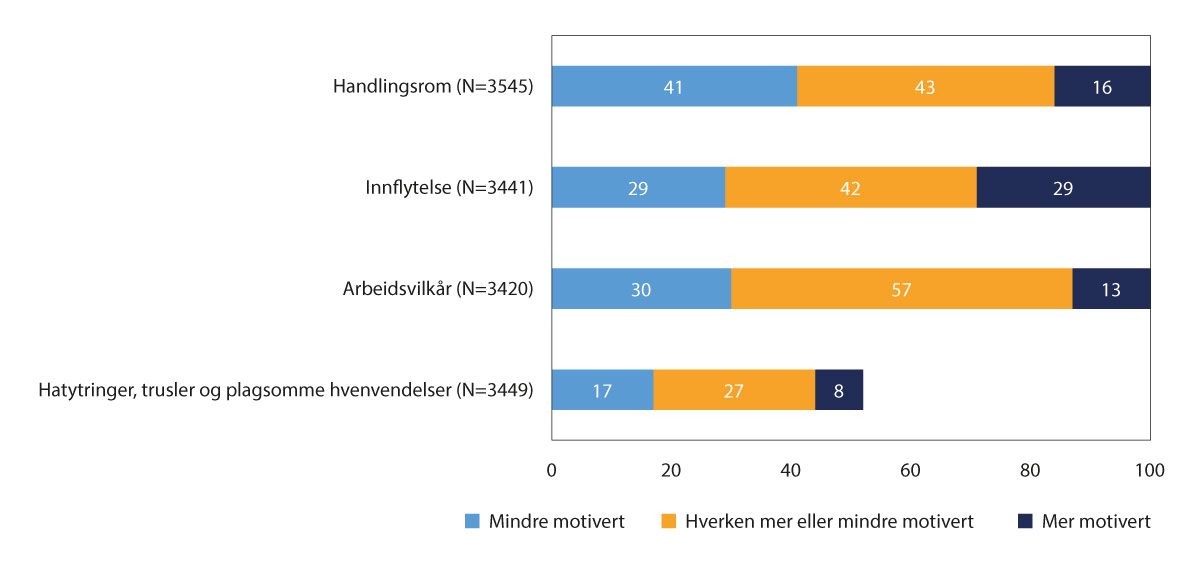 Handlingsrom (N=3545)
41 43 16
Innflytelse (N=3441)
29 42 29
Arbeidsvilkår (N=3420)
30 57 13
Hatytringer, trusler og plagsomme hvenvendelser (N=3449)
17 27 8
0 20 40 60 80 100
Mindre motivert Hverken mer eller mindre motivert Mer motivert